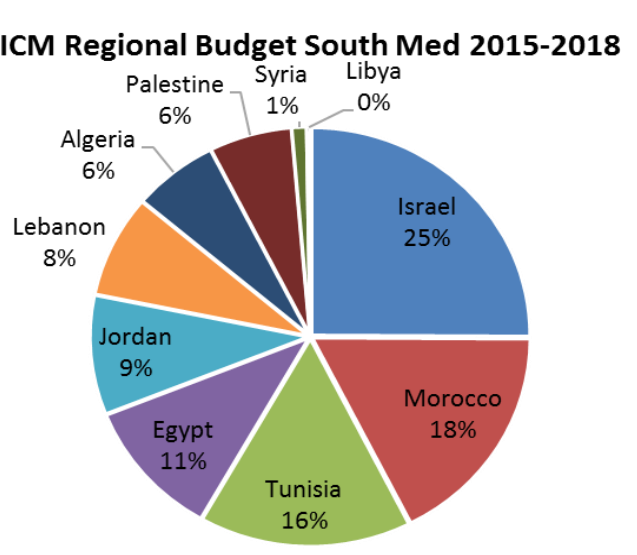 ICM Regional Budget South Med 2015-2018
Libya
0%
Syria
1%
Palestine
6%
Algeria
6%
Lebanon
8%
Jordan
9%
Egypt
11%
Tunisia
16%
Morocco
18%
Israel
25%